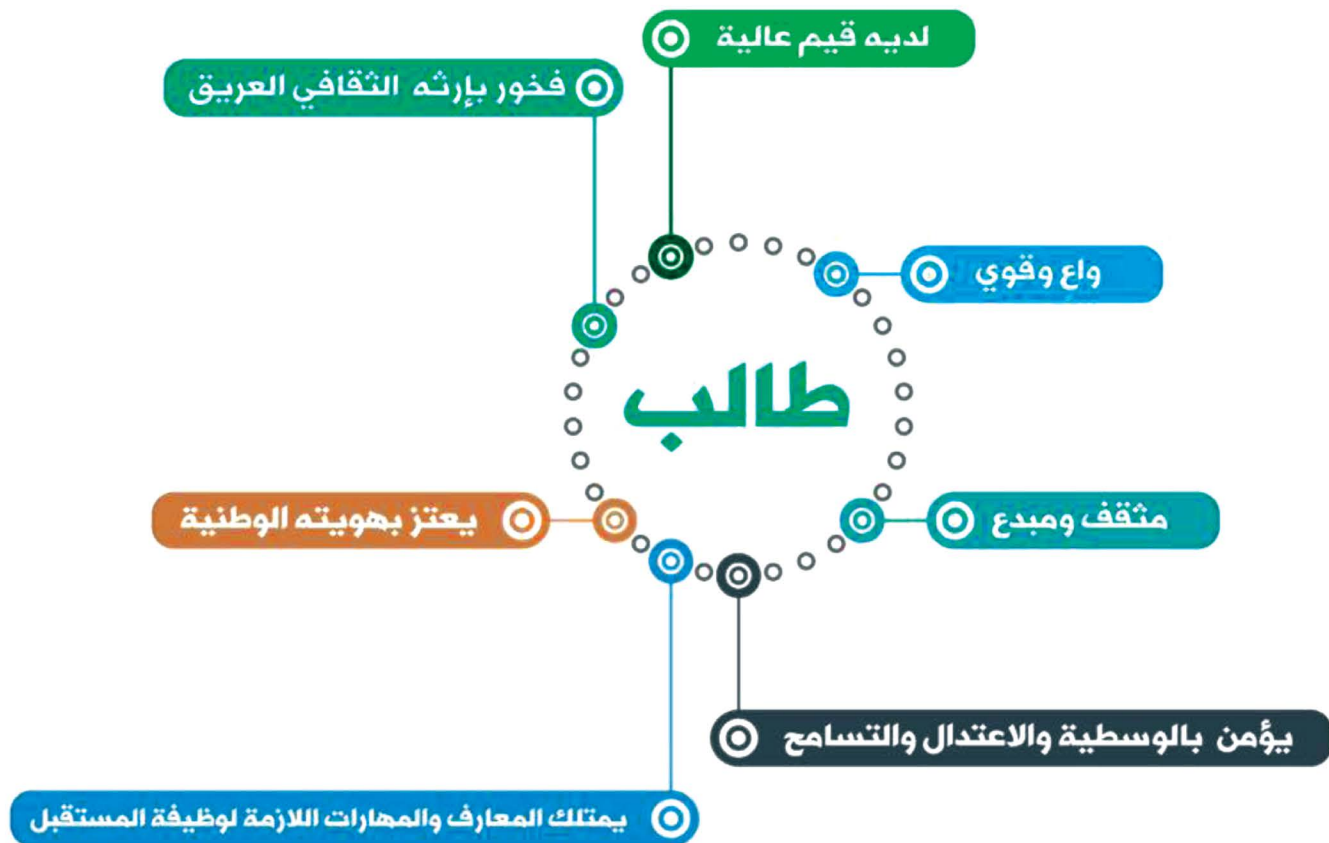 لديه قيم عالية
فخور بإرثه الثقافي العريق
واع وقوي
طالب
مثقف ومبدع
يعتز بهويته الوطنية
يؤمن بالوسطية والاعتدال والتسامح
يمتلك المعارف والمهارات اللازمة لوظيفة المستقبل